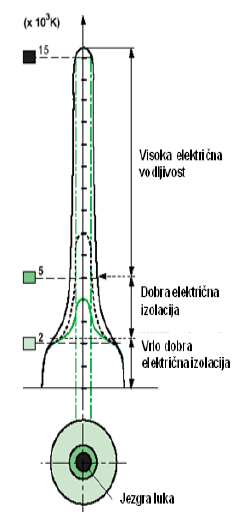 (x 10³K)
15
Visoka električna
vodljivost
5
Dobra električna
izolacija
2
Vrlo dobra
električna izolacija
Jezgra luka